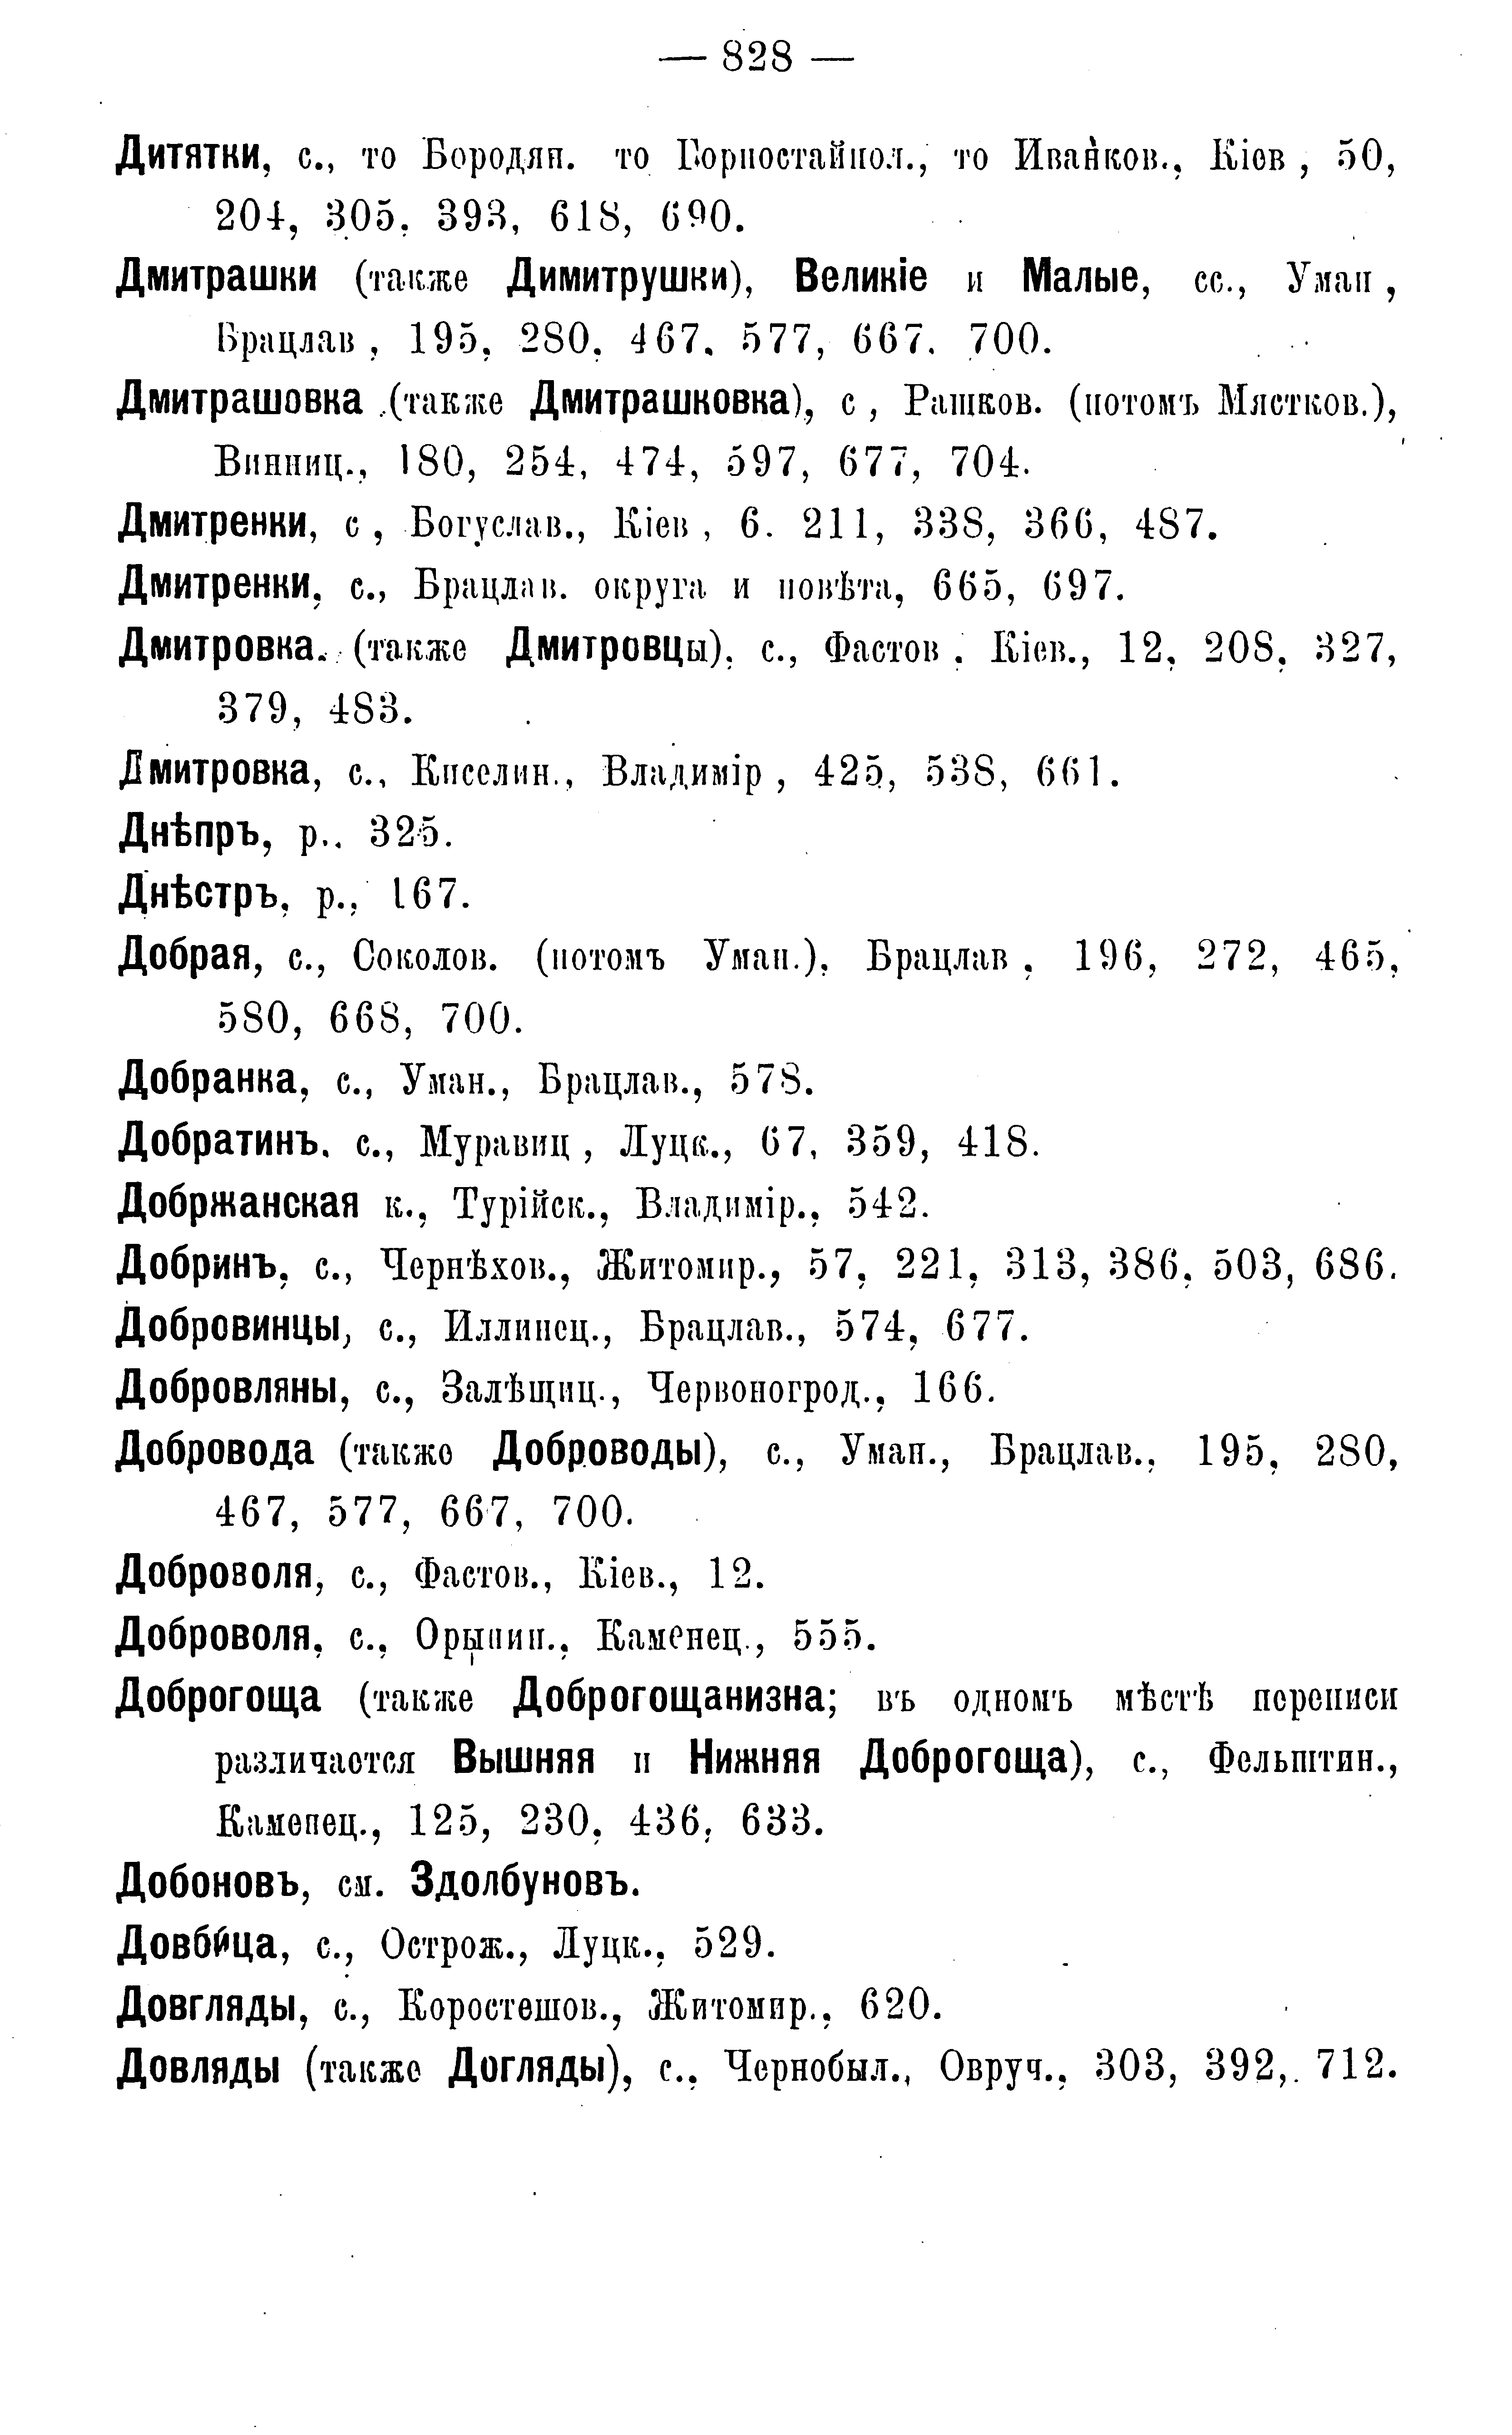 — 828 —
Дитятки, с., то Бородян. то Горностайпол., то Иванков., Кіев , 50,
204, 305. 393, 618, 690.
Дмитрашки (также Димитрушки), Великіе и Малые, сс., Уман ,
Брацлав , 195, 280, 467, 577, 667. 700.
Дмитрашовка (также Дмитрашковка), с , Рашков. (потомъ Мястков.),
Винниц., 180, 254, 474, 597, 677, 704.
Дмитренки, с , Богуслав., Кіев , 6. 211, 338, 366, 487.
Дмитренки, с., Брацлав. округа и повѣта, 665, 697.
Дмитровка. (также Дмитровцы), с., Фастов , Кіев., 12, 208, 327,
379, 483.
Дмитровка, с., Киселин., Владимір , 425, 538, 661.
Днѣпръ, р., 325.
Днѣстръ, р., 167.
Добрая, с., Соколов. (потомъ Уман.), Брацлав , 196, 272, 465,
580, 668, 700.
Добранка, с., Уман., Брацлав., 578.
Добратинъ, с., Муравиц , Луцк., 67, 359, 418.
Добржанская к., Турійск., Владимір., 542.
Добринъ, с., Чернѣхов., Житомир., 57, 221, 313, 386, 503, 686.
Добровинцы, с., Иллинец., Брацлав., 574, 677.
Добровляны, с., Залѣщиц., Червоногрод., 166.
Добровода (также Доброводы), с., Уман., Брацлав., 195, 280,
467, 577, 667, 700.
Доброволя, с., Фастов., Кіев., 12.
Доброволя, с., Орынин., Каменец., 555.
Доброгоща (также Доброгощанизна; въ одномъ мѣстѣ переписи
различается Вышняя и Нижняя Доброгоща), с., Фельштин.,
Каменец., 125, 230, 436, 633.
Добоновъ, см. Здолбуновъ.
Довбица, с., Острож., Луцк., 529.
Довгляды, с., Коростешов., Житомир., 620.
Довляды (также Догляды), с., Чернобыл., Овруч., 303, 392, 712.